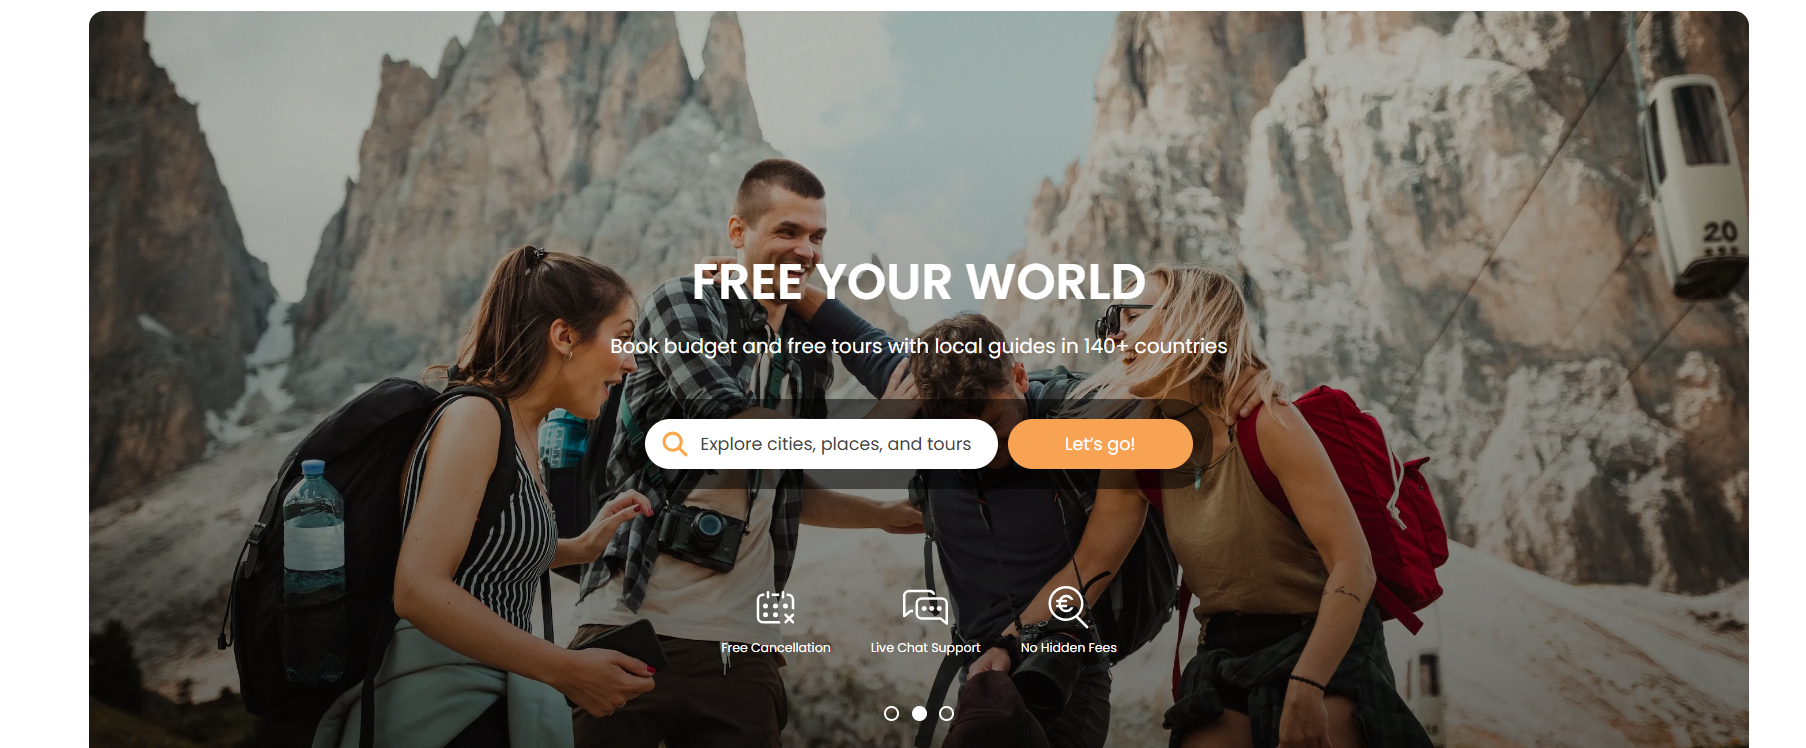 20
FREE YOUR WORLD
Book budget and free tours with local guides in 140+ countries
Explore cities, places, and tours
Let's go!
Free Cancellation
Live Chat Support
No Hidden Fees